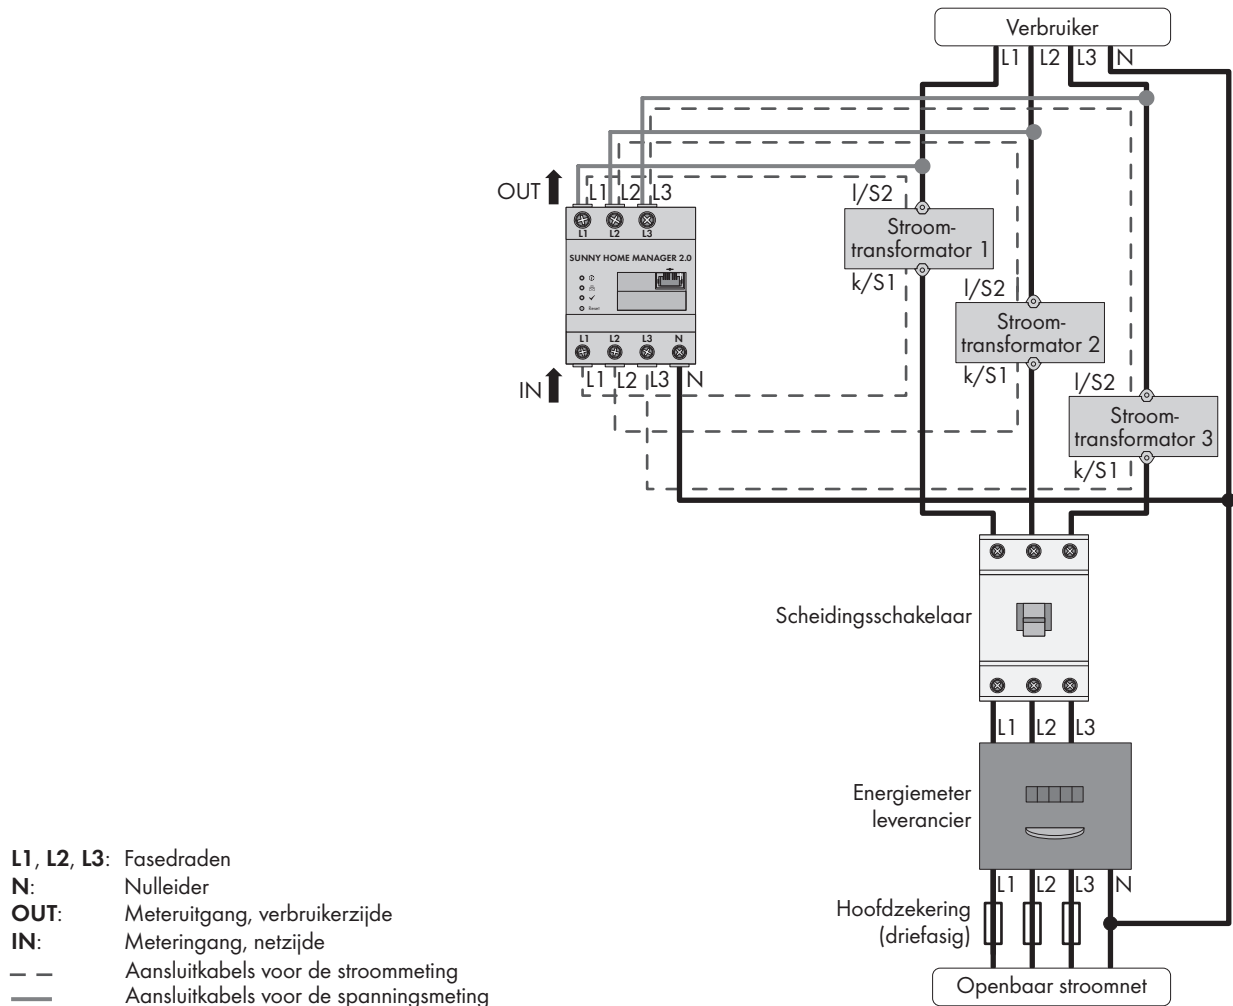 Verbruiker
L1 L2 L3 N
OUT L1 L2 L3
L1 L2 L3
SUNNY HOME MANAGER 2.0
Reset
L1 L2 L3 N
IN L1 L2 L3 N
l/S2
Stroom-
transformator 1
k/S1
l/S2
Stroom-
transformator 2
k/S1
l/S2
Stroom-
transformator 3
k/S1
Scheidingsschakelaar
L1 L2 L3
Energiemeter
leverancier
L1 L2 L3 N
Hoofdzekering
(driefasig)
Openbaar stroomnet
L1, L2, L3: Fasedraden
N: Nulleider
OUT: Meteruitgang, verbruikerzijde
IN: Meteringang, netzijde
Aansluitkabels voor de stroommeting
Aansluitkabels voor de spanningsmeting